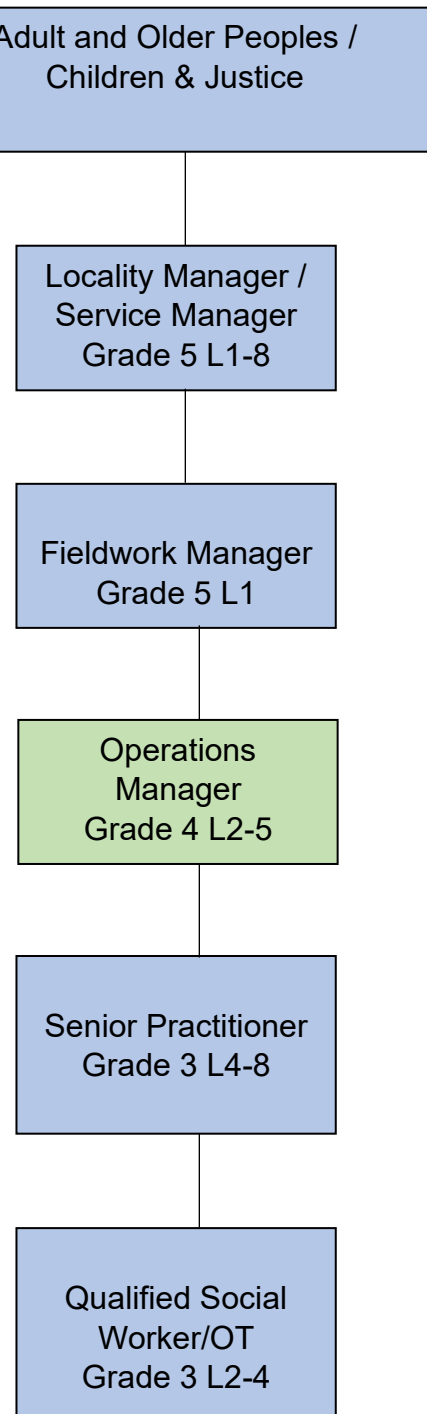 Adult and Older Peoples /
Children & Justice
Locality Manager /
Service Manager
Grade 5 L1-8
Fieldwork Manager
Grade 5 L1
Operations
Manager
Grade 4 L2-5
Senior Practitioner
Grade 3 L4-8
Qualified Social
Worker/OT
Grade 3 L2-4